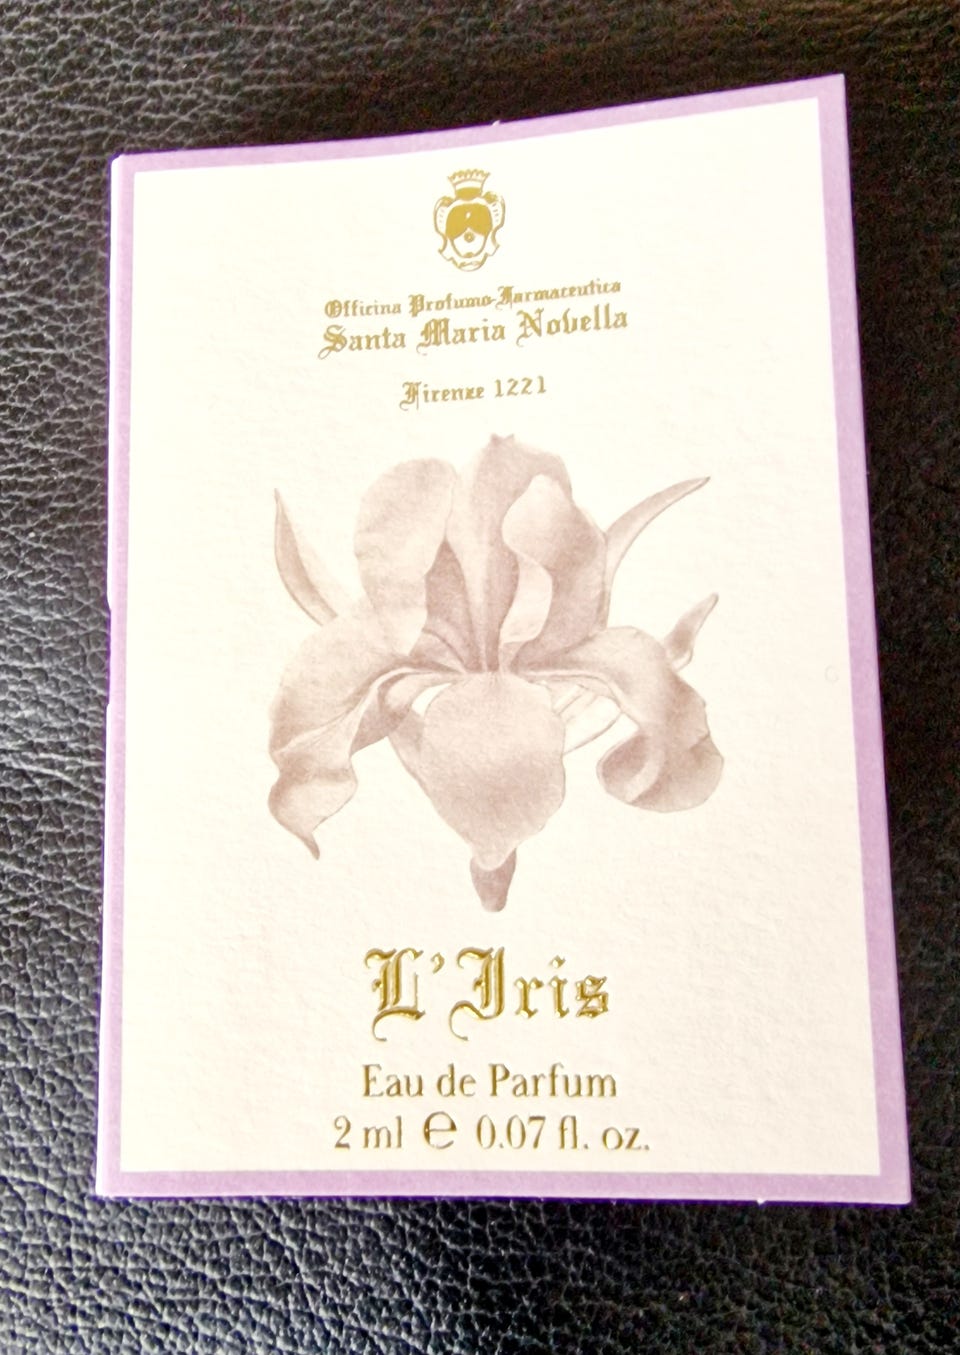 Officina Profumo-Farmaceutica
Santa Maria Novella
Firenze 1221
L'Iris
Eau de Parfum
2 ml ℮ 0.07 fl. oz.